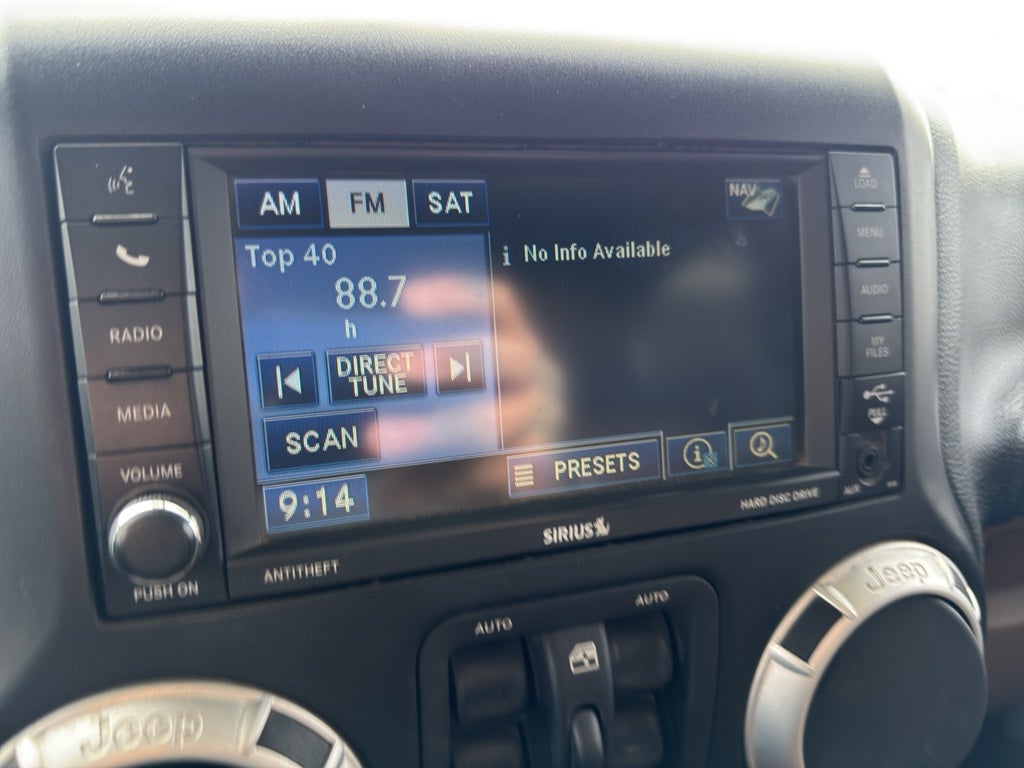 AM
FM
SAT
NAV
Top 40
88.7
h
i No Info Available
DIRECT
TUNE
SCAN
PRESETS
i
9:14
RADIO
MEDIA
VOLUME
PUSH ON
LOAD
MENU
AUDIO
MY
FILES
PULL
AUX
ANTITHEFT
SIRIUS
HARD DISC DRIVE
AUTO
AUTO
Jeep
Jeep